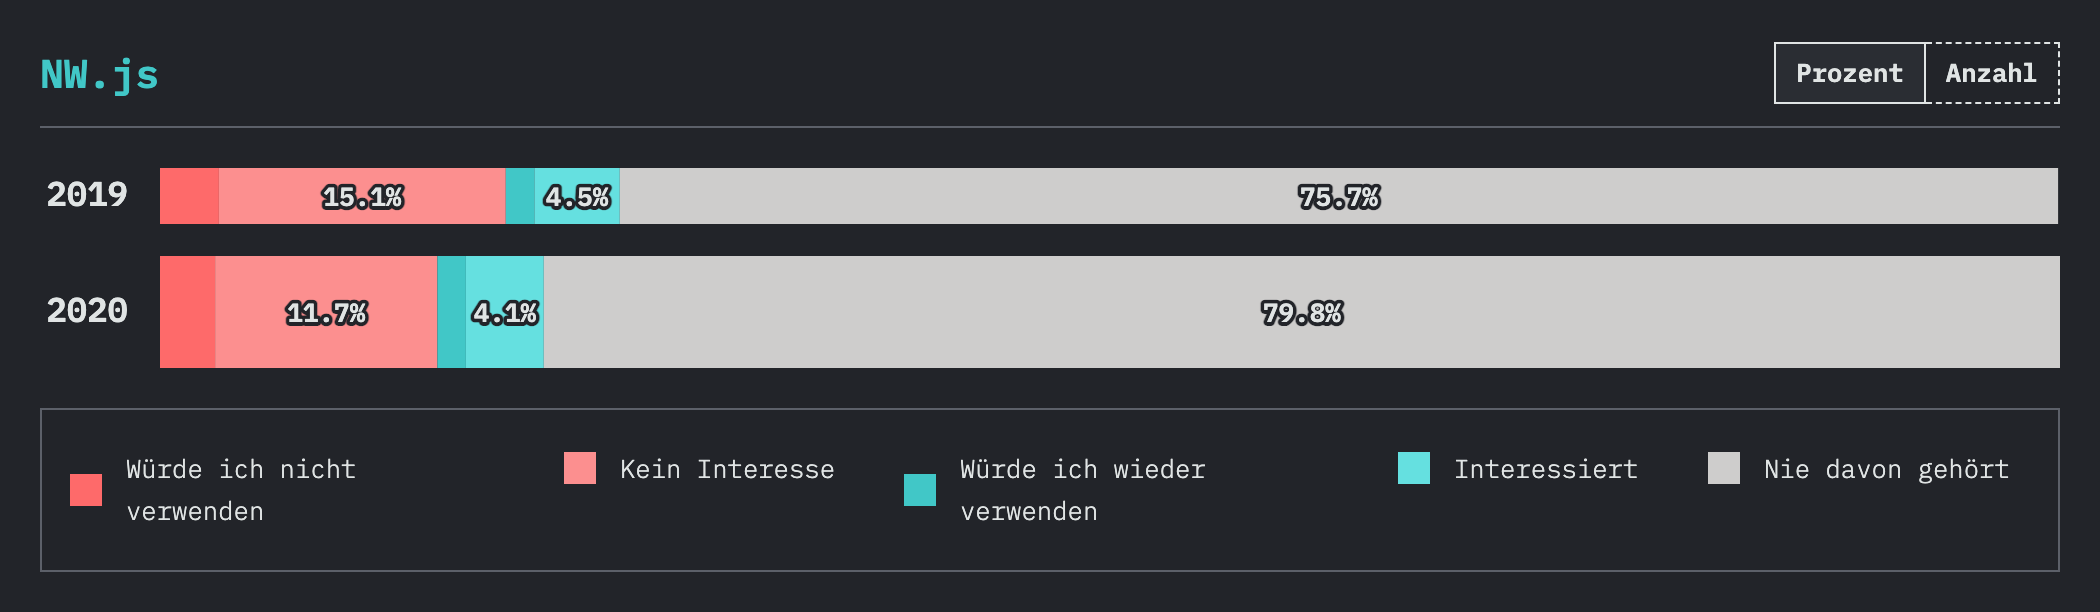 NW.js
Prozent Anzahl
2019 15.1% 4.5% 75.7%
2020 11.7% 4.1% 79.8%
Würde ich nicht
verwenden
Kein Interesse
Würde ich wieder
verwenden
Interessiert
Nie davon gehört